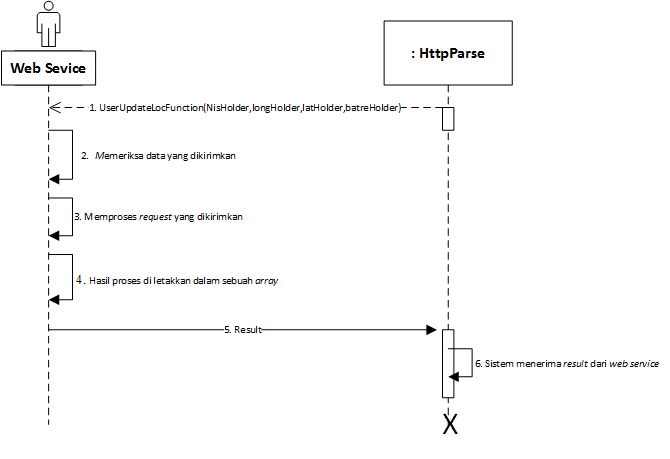 Web Sevice
: HttpParse
1. UserUpdateLocFunction(NisHolder,longHolder,latHolder,batreHolder)
2. Memeriksa data yang dikirimkan
3. Memproses request yang dikirimkan
4. Hasil proses di letakkan dalam sebuah array
5. Result
6. Sistem menerima result dari web service
X